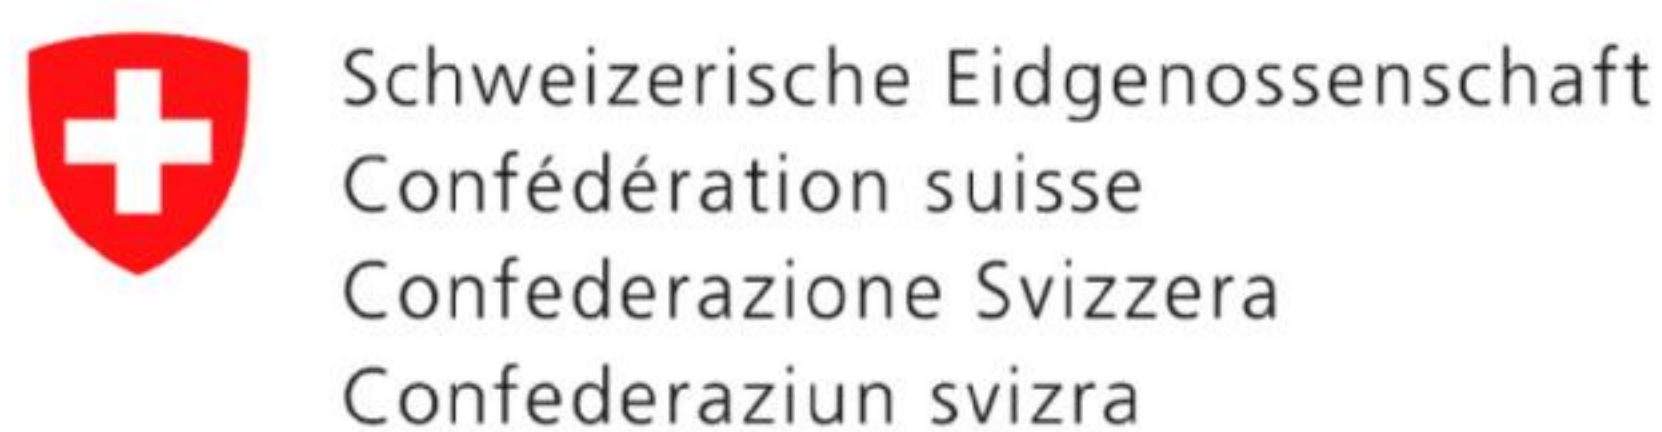 Schweizerische Eidgenossenschaft
Confédération suisse
Confederazione Svizzera
Confederaziun svizra